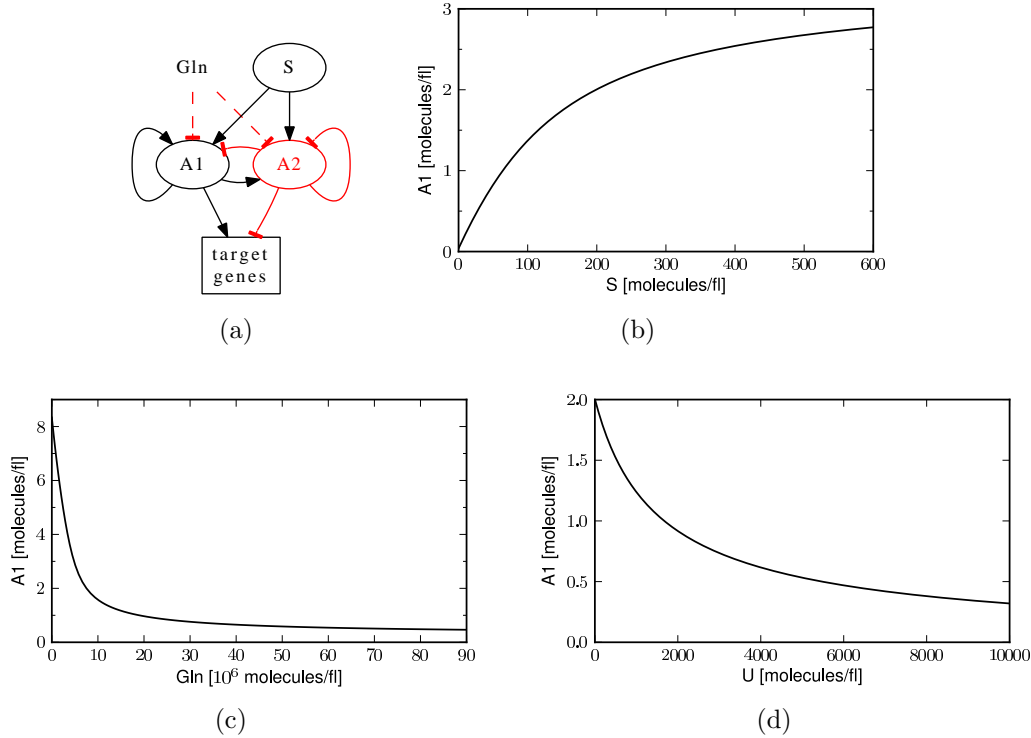 Gln
S
A1
A2
target
genes
(a)
3
2
1
0
A1 [molecules/fl]
0 100 200 300 400 500 600
S [molecules/fl]
(b)
8
6
4
2
0
A1 [molecules/fl]
0 10 20 30 40 50 60 70 80 90
Gln [10⁶ molecules/fl]
(c)
2.0
1.5
1.0
0.5
0.0
A1 [molecules/fl]
0 2000 4000 6000 8000 10000
U [molecules/fl]
(d)